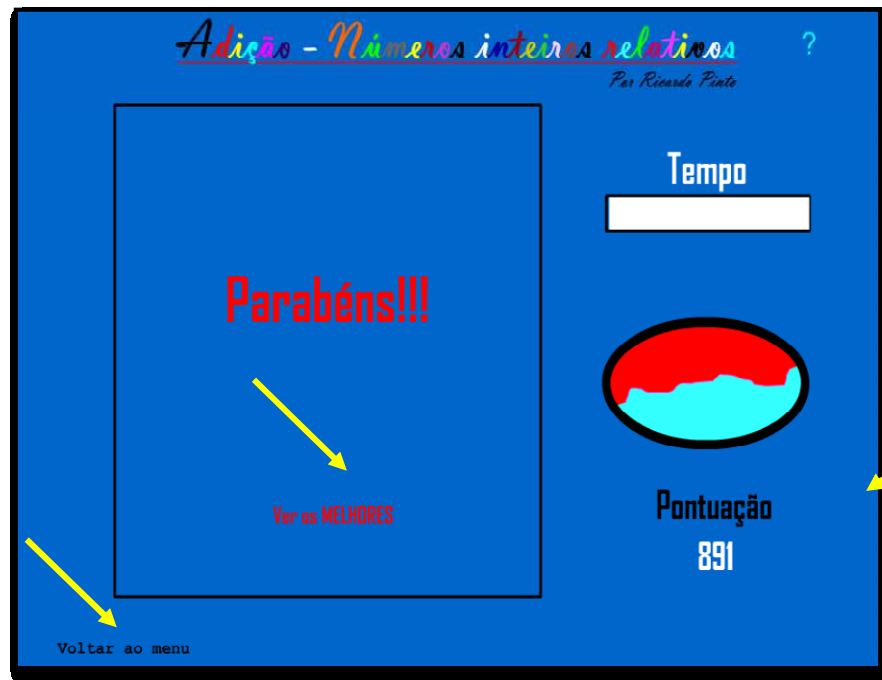 Adição - Números inteiros relativos
?
Por Ricardo Pinto
Tempo
Parabéns!!!
Ver os MELHORES
Pontuação
891
Voltar ao menu